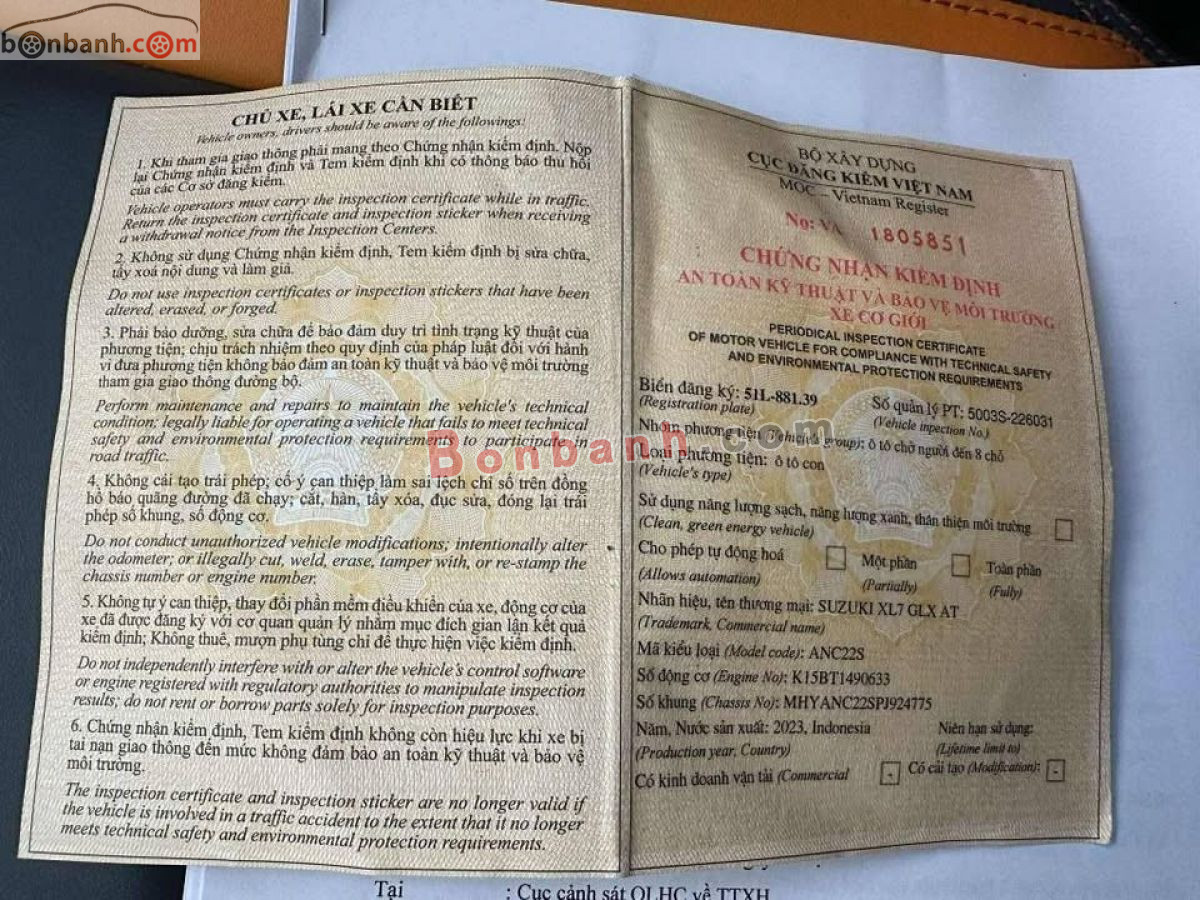 bonbanh.com
CHỦ XE, LÁI XE CẦN BIẾT
Vehicle owners, drivers should be aware of the followings:
1. Khi tham gia giao thông phải mang theo Chứng nhận kiểm định. Nộp
lại Chứng nhận kiểm định và Tem kiểm định khi có thông báo thu hồi
của các Cơ sở đăng kiểm.
Vehicle operators must carry the inspection certificate while in traffic.
Return the inspection certificate and inspection sticker when receiving
a withdrawal notice from the Inspection Centers.
2. Không sử dụng Chứng nhận kiểm định, Tem kiểm định bị sửa chữa,
tẩy xoá nội dung và làm giả.
Do not use inspection certificates or inspection stickers that have been
altered, erased, or forged.
3. Phải bảo dưỡng, sửa chữa để bảo đảm duy trì tình trạng kỹ thuật của
phương tiện; chịu trách nhiệm theo quy định của pháp luật đối với hành
vi đưa phương tiện không bảo đảm an toàn kỹ thuật và bảo vệ môi trường
tham gia giao thông đường bộ.
Perform maintenance and repairs to maintain the vehicle's technical
condition; legally liable for operating a vehicle that fails to meet technical
safety and environmental protection requirements to participate in
road traffic.
4. Không cải tạo trái phép; cố ý can thiệp làm sai lệch chỉ số trên đồng
hồ báo quãng đường đã chạy; cắt, hàn, tẩy xóa, đục sửa, đóng lại trái
phép số khung, số động cơ.
Do not conduct unauthorized vehicle modifications; intentionally alter
the odometer; or illegally cut, weld, erase, tamper with, or re-stamp the
chassis number or engine number.
5. Không tự ý can thiệp, thay đổi phần mềm điều khiển của xe, động cơ của
xe đã được đăng ký với cơ quan quản lý nhằm mục đích gian lận kết quả
kiểm định; Không thuê, mượn phụ tùng chỉ để thực hiện việc kiểm định.
Do not independently interfere with or alter the vehicle's control software
or engine registered with regulatory authorities to manipulate inspection
results; do not rent or borrow parts solely for inspection purposes.
6. Chứng nhận kiểm định, Tem kiểm định không còn hiệu lực khi xe bị
tai nạn giao thông đến mức không đảm bảo an toàn kỹ thuật và bảo vệ
môi trường.
The inspection certificate and inspection sticker are no longer valid if
the vehicle is involved in a traffic accident to the extent that it no longer
meets technical safety and environmental protection requirements.
BỘ XÂY DỰNG
CỤC ĐĂNG KIỂM VIỆT NAM
MOC – Vietnam Register
No: VA 1805851
CHỨNG NHẬN KIỂM ĐỊNH
AN TOÀN KỸ THUẬT VÀ BẢO VỆ MÔI TRƯỜNG
XE CƠ GIỚI
PERIODICAL INSPECTION CERTIFICATE
OF MOTOR VEHICLE FOR COMPLIANCE WITH TECHNICAL SAFETY
AND ENVIRONMENTAL PROTECTION REQUIREMENTS
Biển đăng ký: 51L-881.39 Số quản lý PT: 5003S-226031
(Registration plate) (Vehicle inpection No.)
Nhóm phương tiện (Vehicle's group): ô tô chở người đến 8 chỗ
Loại phương tiện: ô tô con
(Vehicle's type)
Bonbanh.com
Sử dụng năng lượng sạch, năng lượng xanh, thân thiện môi trường
(Clean, green energy vehicle)
Cho phép tự động hoá Một phần Toàn phần
(Allows automation) (Partially) (Fully)
Nhãn hiệu, tên thương mại: SUZUKI XL7 GLX AT
(Trademark, Commercial name)
Mã kiểu loại (Model code): ANC22S
Số động cơ (Engine No): K15BT1490633
Số khung (Chassis No): MHYANC22SPJ924775
Năm, Nước sản xuất: 2023, Indonesia Niên hạn sử dụng:
(Production year, Country) (Lifetime limit to)
Có kinh doanh vận tải (Commercial - Có cải tạo (Modification): -
Tại : Cục cảnh sát QLHC về TTXH